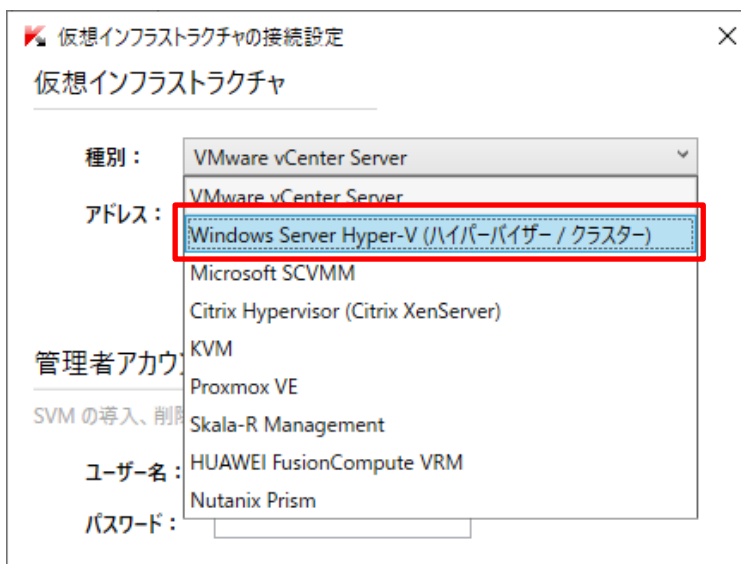 仮想インフラストラクチャの接続設定
仮想インフラストラクチャ
種別： VMware vCenter Server
アドレス： VMware vCenter Server
Windows Server Hyper-V (ハイパーバイザー / クラスター)
Microsoft SCVMM
Citrix Hypervisor (Citrix XenServer)
管理者アカウ KVM
Proxmox VE
SVM の導入、削 Skala-R Management
ユーザー名： HUAWEI FusionCompute VRM
Nutanix Prism
パスワード：